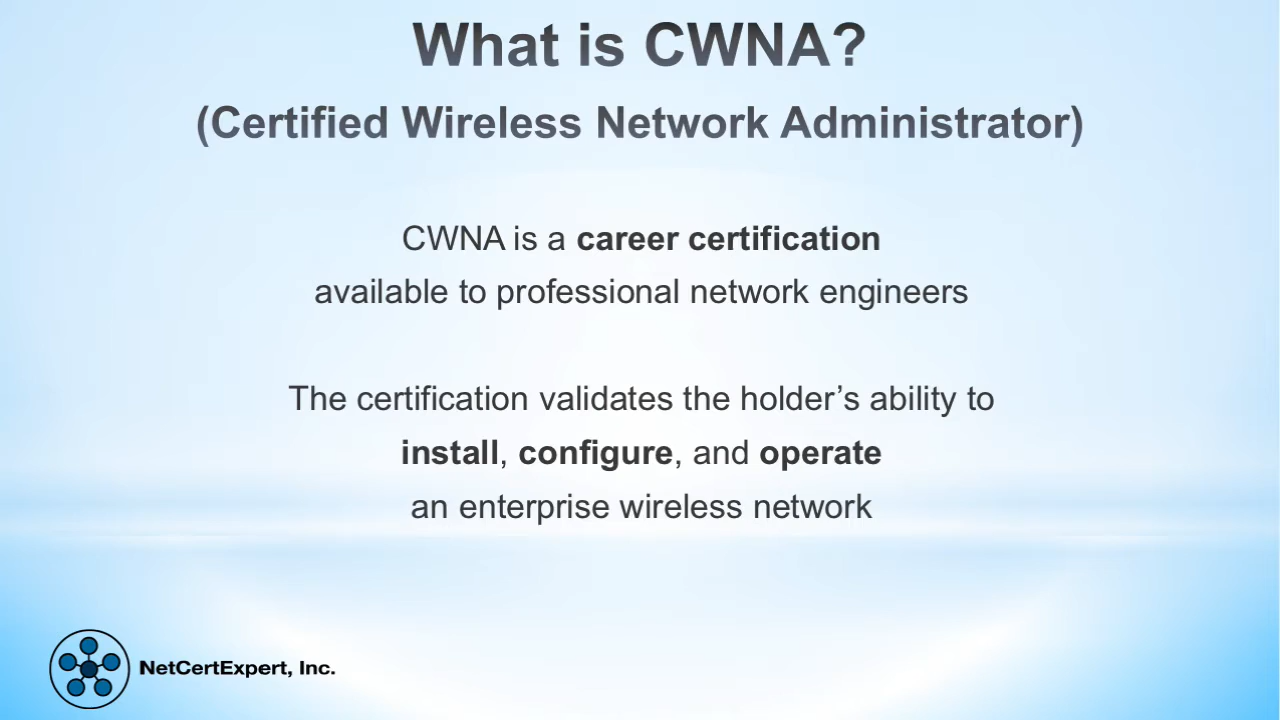 What is CWNA?
(Certified Wireless Network Administrator)
CWNA is a career certification
available to professional network engineers
The certification validates the holder’s ability to
install, configure, and operate
an enterprise wireless network
NetCertExpert, Inc.